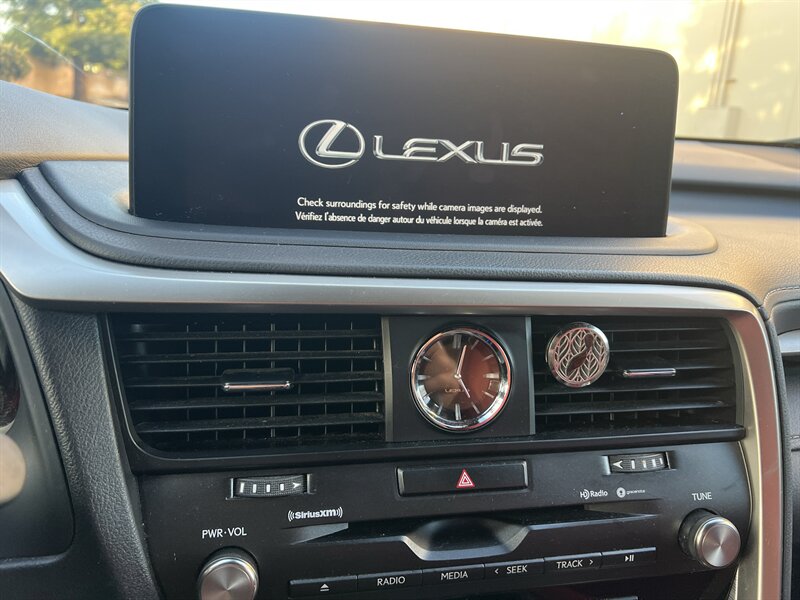 LEXUS
Check surroundings for safety while camera images are displayed.
Vérifiez l'absence de danger autour du véhicule lorsque la caméra est activée.
SiriusXM
HD Radio gracenote
PWR·VOL
TUNE
RADIO MEDIA < SEEK TRACK >